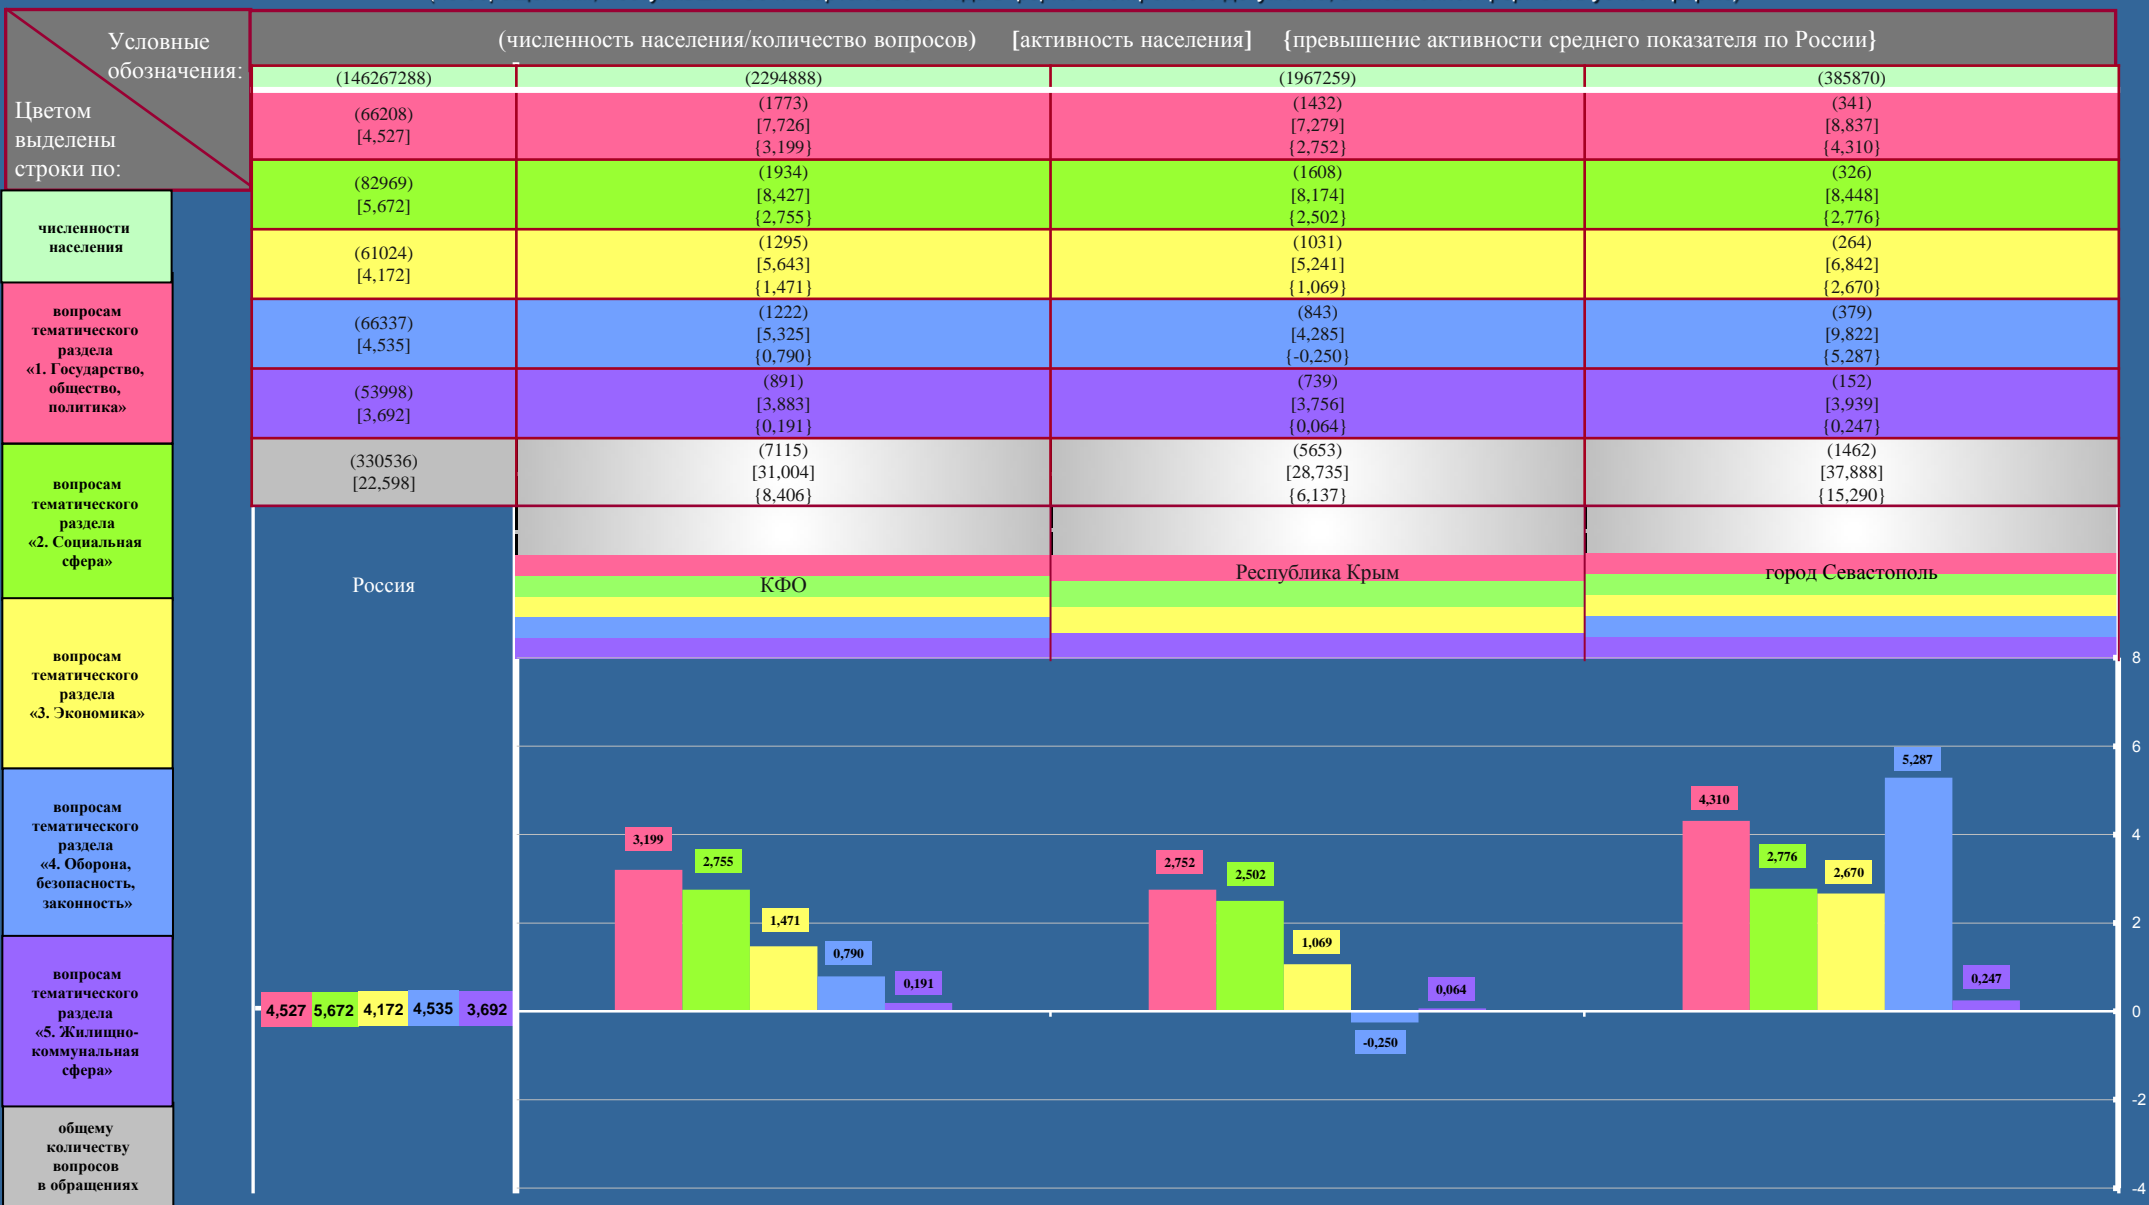 Условные
обозначения:
Цветом
выделены
строки по:
(численность населения/количество вопросов) [активность населения] {превышение активности среднего показателя по России}
(146267288) (2294888) (1967259) (385870)
(66208)
[4,527]
(1773)
[7,726]
{3,199}
(1432)
[7,279]
{2,752}
(341)
[8,837]
{4,310}
(82969)
[5,672]
(1934)
[8,427]
{2,755}
(1608)
[8,174]
{2,502}
(326)
[8,448]
{2,776}
(61024)
[4,172]
(1295)
[5,643]
{1,471}
(1031)
[5,241]
{1,069}
(264)
[6,842]
{2,670}
(66337)
[4,535]
(1222)
[5,325]
{0,790}
(843)
[4,285]
{-0,250}
(379)
[9,822]
{5,287}
(53998)
[3,692]
(891)
[3,883]
{0,191}
(739)
[3,756]
{0,064}
(152)
[3,939]
{0,247}
(330536)
[22,598]
(7115)
[31,004]
{8,406}
(5653)
[28,735]
{6,137}
(1462)
[37,888]
{15,290}
Россия
КФО
Республика Крым
город Севастополь
численности
населения
вопросам
тематического
раздела
«1. Государство,
общество,
политика»
вопросам
тематического
раздела
«2. Социальная
сфера»
вопросам
тематического
раздела
«3. Экономика»
вопросам
тематического
раздела
«4. Оборона,
безопасность,
законность»
вопросам
тематического
раздела
«5. Жилищно-
коммунальная
сфера»
общему
количеству
вопросов
в обращениях
4,527 5,672 4,172 4,535 3,692
3,199
2,755
1,471
0,790
0,191
2,752
2,502
1,069
-0,250
0,064
4,310
2,776
2,670
5,287
0,247
8
6
4
2
0
-2
-4